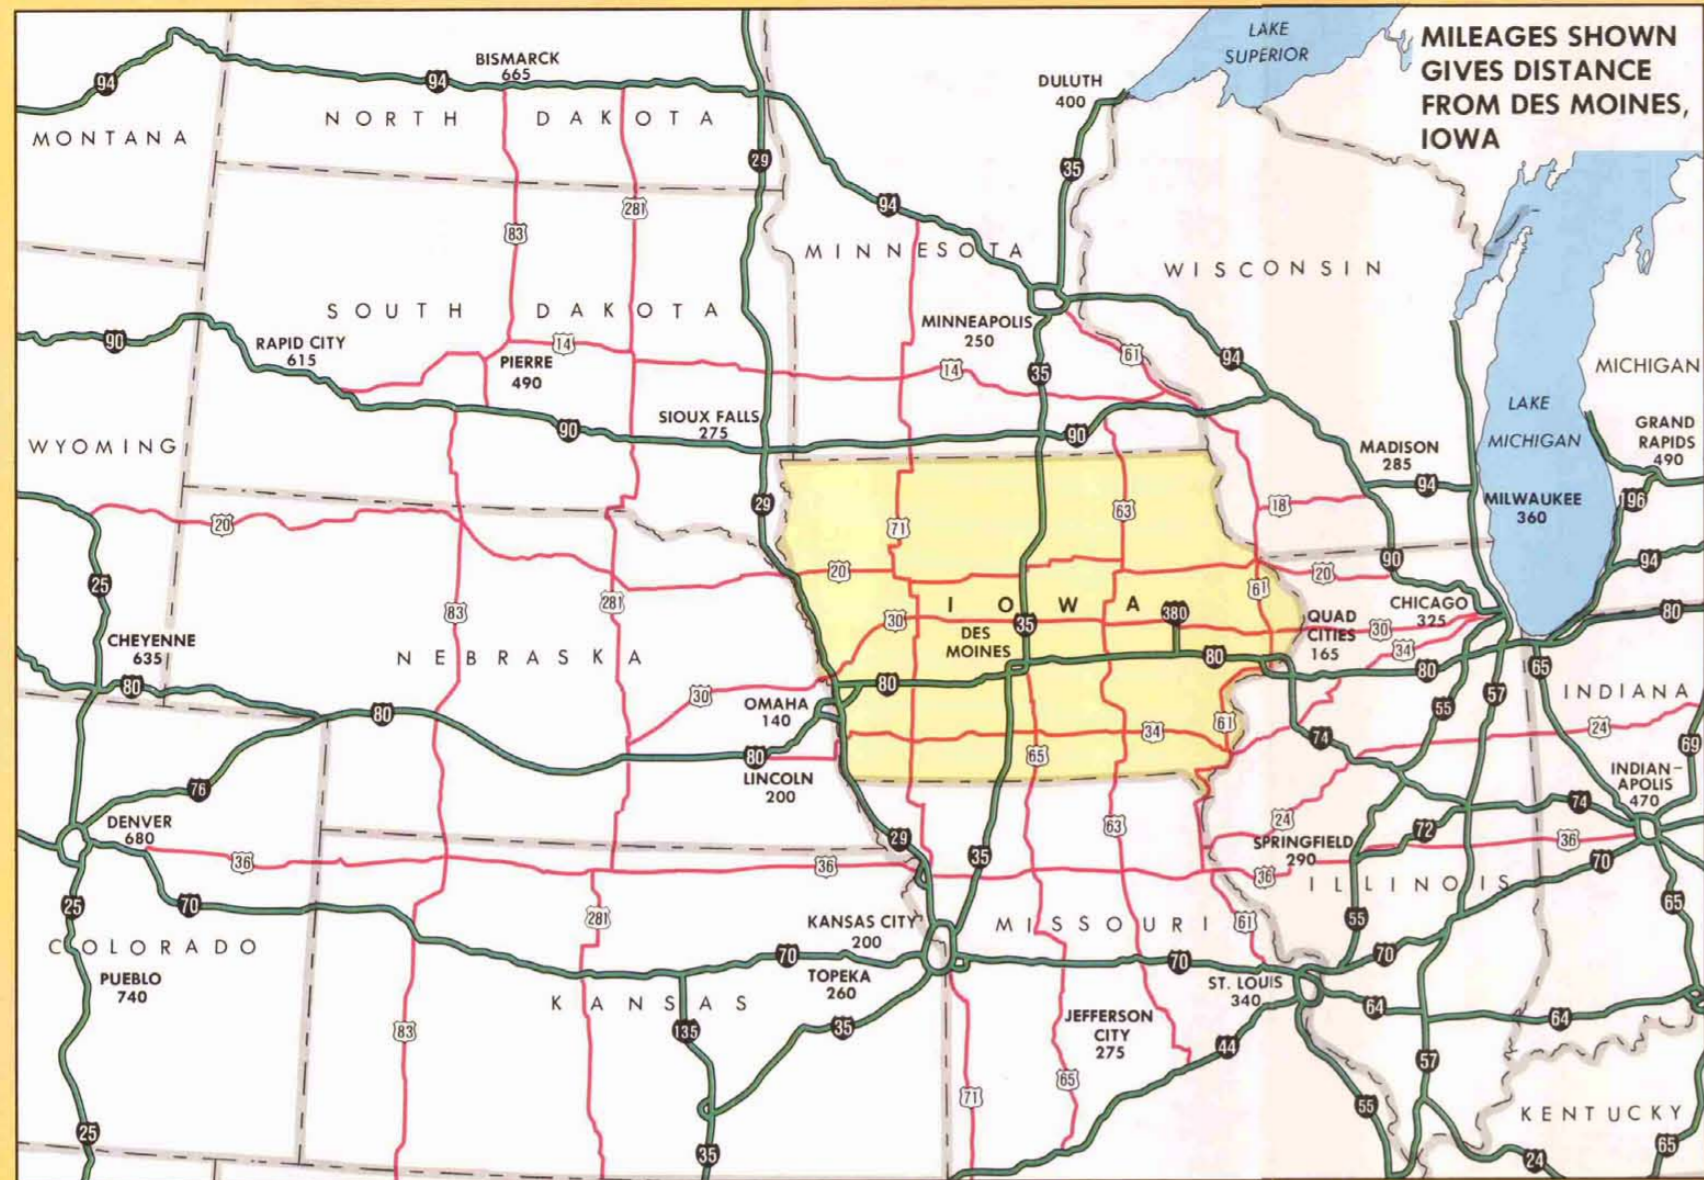 MILEAGES SHOWN
GIVES DISTANCE
FROM DES MOINES,
IOWA
LAKE
SUPERIOR
DULUTH
400
BISMARCK
665
94
94
MONTANA
NORTH DAKOTA
29
35
281
83
94
MINNESOTA
WISCONSIN
SOUTH DAKOTA
90
RAPID CITY
615
14
PIERRE
490
MINNEAPOLIS
250
61
94
14
35
MICHIGAN
LAKE
MICHIGAN
SIOUX FALLS
275
90
90
GRAND
RAPIDS
490
WYOMING
MADISON
285
94
196
MILWAUKEE
360
29
20
71
63
18
90
94
25
20
20
83
281
61
IOWA
380
30
35
DES
MOINES
QUAD
CITIES
165
CHICAGO
325
30
34
80
CHEYENNE
635
NEBRASKA
80
80
80
65
80
30
OMAHA
140
80
61
55
57
INDIANA
24
34
74
69
80
65
LINCOLN
200
76
INDIAN-
APOLIS
470
74
DENVER
680
29
63
24
72
36
SPRINGFIELD
290
36
36
35
36
70
ILLINOIS
25
70
281
KANSAS CITY
200
MISSOURI
61
55
65
COLORADO
PUEBLO
740
70
TOPEKA
260
70
70
ST. LOUIS
340
KANSAS
64
64
83
135
35
JEFFERSON
CITY
275
44
57
65
71
55
KENTUCKY
25
35
24
65